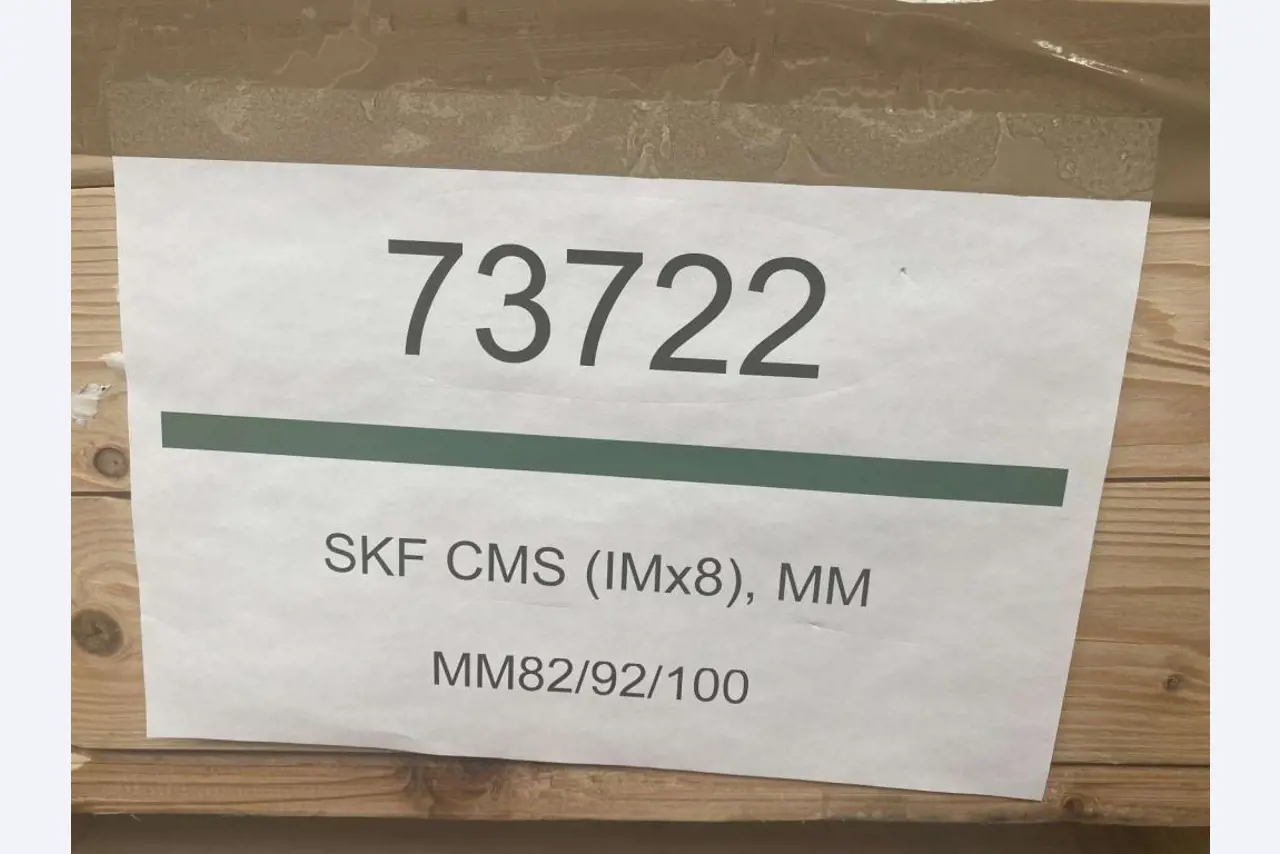 73722
SKF CMS (IMx8), MM
MM82/92/100